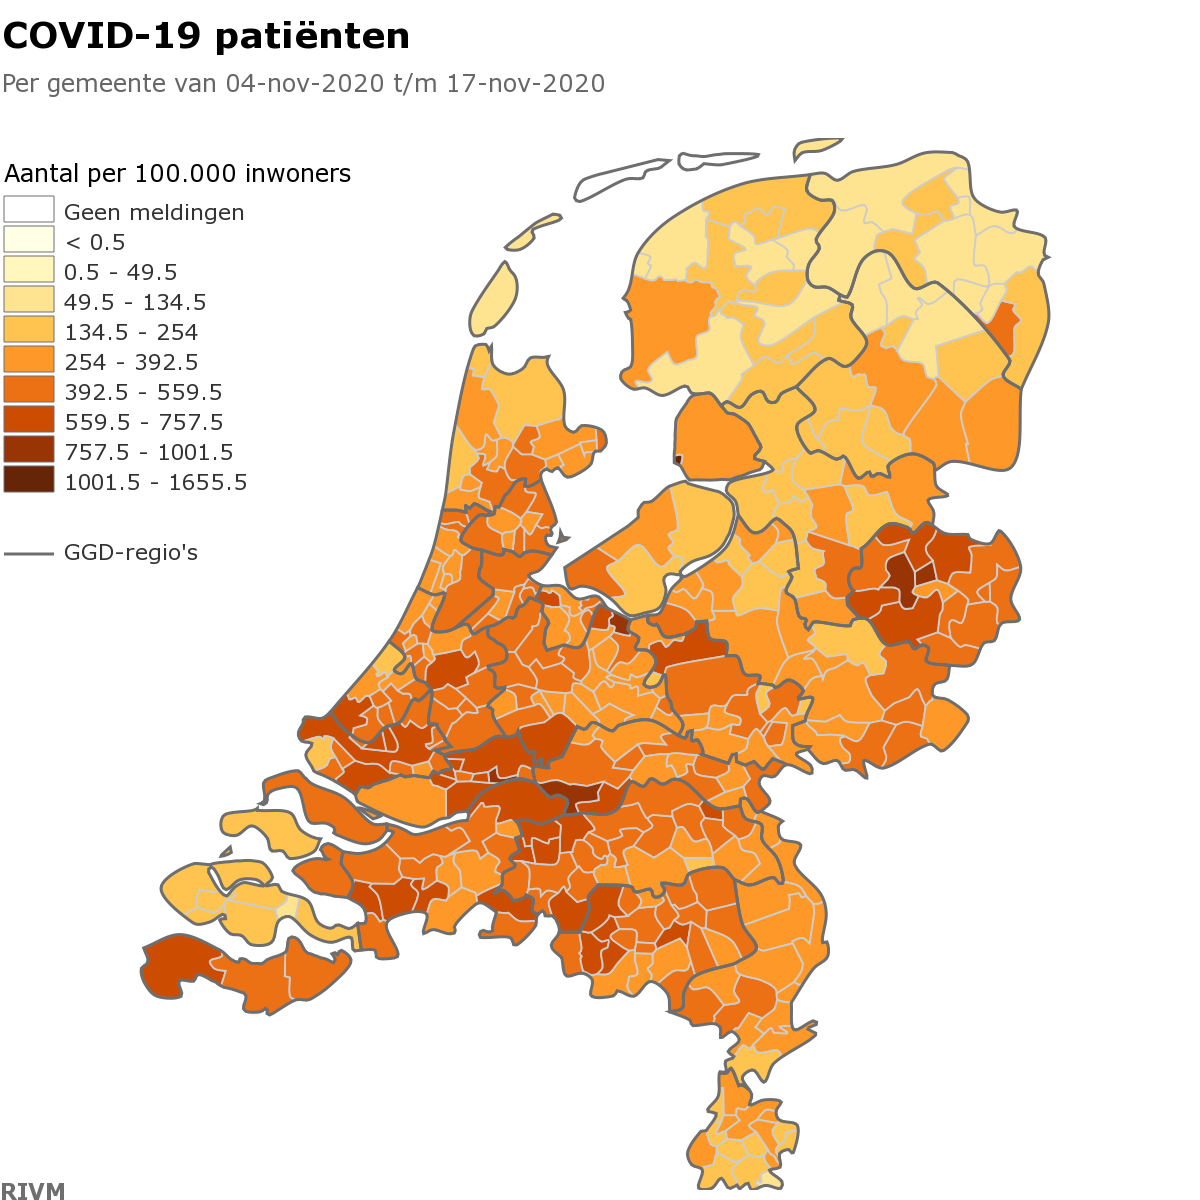 COVID-19 patiënten
Per gemeente van 04-nov-2020 t/m 17-nov-2020
Aantal per 100.000 inwoners
Geen meldingen
< 0.5
0.5 - 49.5
49.5 - 134.5
134.5 - 254
254 - 392.5
392.5 - 559.5
559.5 - 757.5
757.5 - 1001.5
1001.5 - 1655.5
GGD-regio's
RIVM